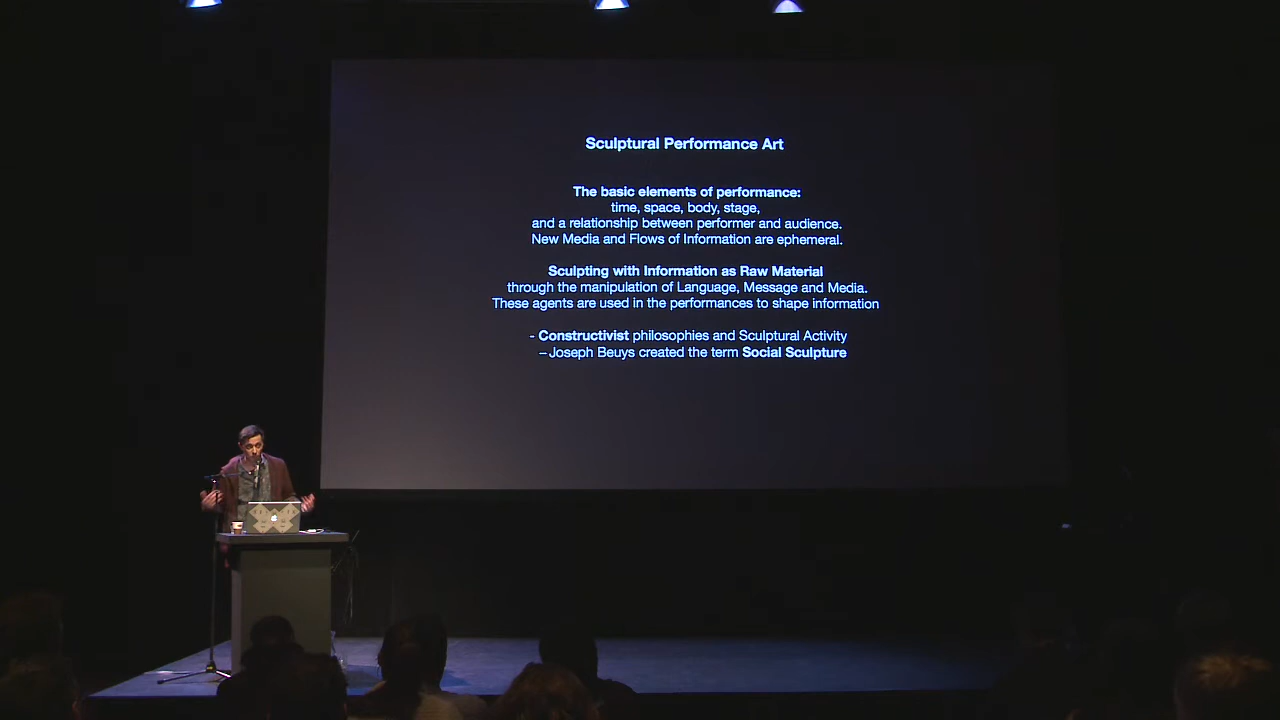 Sculptural Performance Art
The basic elements of performance:
time, space, body, stage,
and a relationship between performer and audience.
New Media and Flows of Information are ephemeral.
Sculpting with Information as Raw Material
through the manipulation of Language, Message and Media.
These agents are used in the performances to shape information
- Constructivist philosophies and Sculptural Activity
– Joseph Beuys created the term Social Sculpture